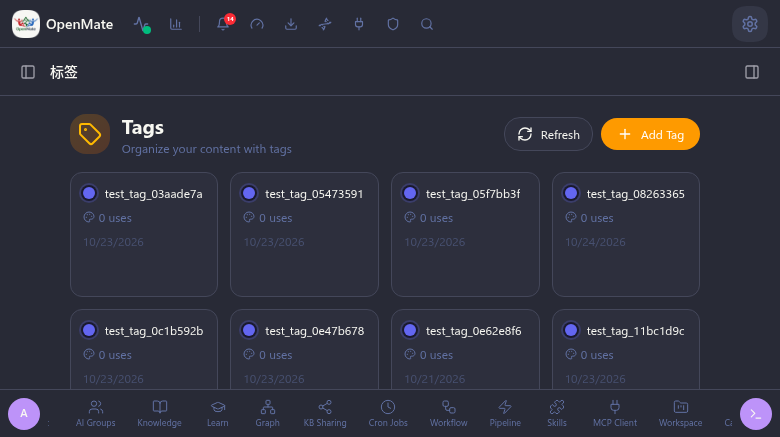 OpenMate
14
标签
Tags
Organize your content with tags
Refresh
Add Tag
test_tag_03aade7a
0 uses
10/23/2026
test_tag_05473591
0 uses
10/23/2026
test_tag_05f7bb3f
0 uses
10/23/2026
test_tag_08263365
0 uses
10/24/2026
test_tag_0c1b592b
0 uses
10/23/2026
test_tag_0e47b678
0 uses
10/23/2026
test_tag_0e62e8f6
0 uses
10/21/2026
test_tag_11bc1d9c
0 uses
10/23/2026
A
AI Groups
Knowledge
Learn
Graph
KB Sharing
Cron Jobs
Workflow
Pipeline
Skills
MCP Client
Workspace